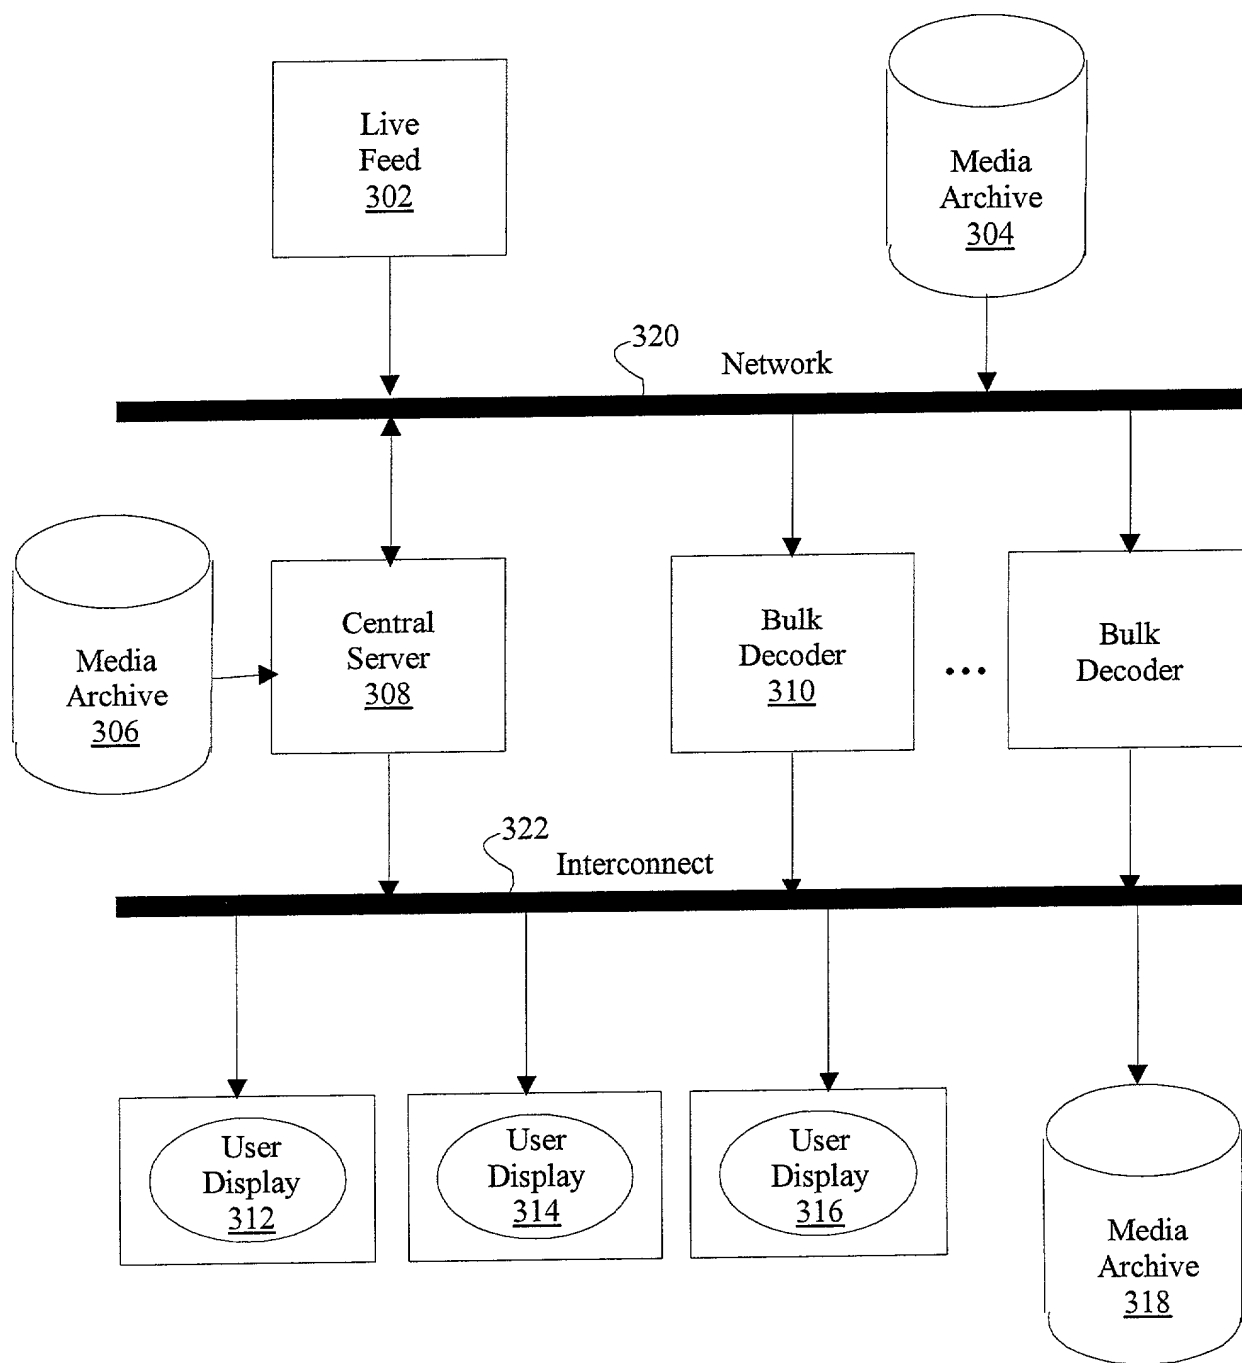 Live
Feed
302
Media
Archive
304
320
Network
Media
Archive
306
Central
Server
308
Bulk
Decoder
310
...
Bulk
Decoder
322
Interconnect
User
Display
312
User
Display
314
User
Display
316
Media
Archive
318